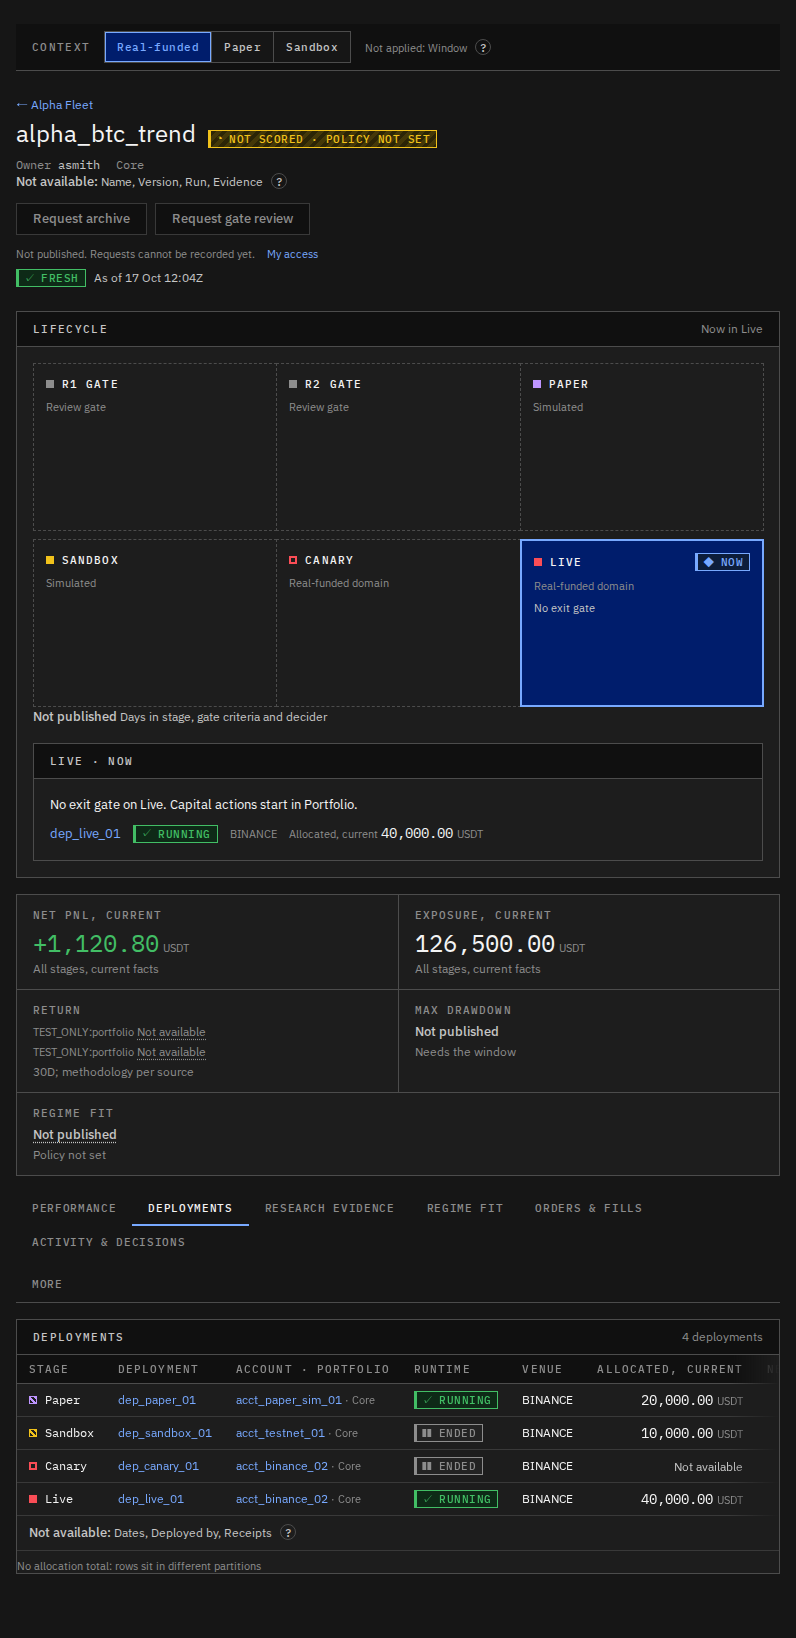 CONTEXT Real-funded Paper Sandbox Not applied: Window ?
← Alpha Fleet
alpha_btc_trend NOT SCORED · POLICY NOT SET
Owner asmith Core
Not available: Name, Version, Run, Evidence ?
Request archive Request gate review
Not published. Requests cannot be recorded yet. My access
✓ FRESH As of 17 Oct 12:04Z
LIFECYCLE Now in Live
R1 GATE R2 GATE PAPER
Review gate Review gate Simulated
SANDBOX CANARY LIVE ◆ NOW
Simulated Real-funded domain Real-funded domain
No exit gate
Not published Days in stage, gate criteria and decider
LIVE · NOW
No exit gate on Live. Capital actions start in Portfolio.
dep_live_01 ✓ RUNNING BINANCE Allocated, current 40,000.00 USDT
NET PNL, CURRENT EXPOSURE, CURRENT
+1,120.80 USDT 126,500.00 USDT
All stages, current facts All stages, current facts
RETURN MAX DRAWDOWN
TEST_ONLY:portfolio Not available Not published
TEST_ONLY:portfolio Not available Needs the window
30D; methodology per source
REGIME FIT
Not published
Policy not set
PERFORMANCE DEPLOYMENTS RESEARCH EVIDENCE REGIME FIT ORDERS & FILLS
ACTIVITY & DECISIONS
MORE
DEPLOYMENTS 4 deployments
STAGE DEPLOYMENT ACCOUNT · PORTFOLIO RUNTIME VENUE ALLOCATED, CURRENT
Paper dep_paper_01 acct_paper_sim_01 · Core ✓ RUNNING BINANCE 20,000.00 USDT
Sandbox dep_sandbox_01 acct_testnet_01 · Core ENDED BINANCE 10,000.00 USDT
Canary dep_canary_01 acct_binance_02 · Core ENDED BINANCE Not available
Live dep_live_01 acct_binance_02 · Core ✓ RUNNING BINANCE 40,000.00 USDT
Not available: Dates, Deployed by, Receipts ?
No allocation total: rows sit in different partitions